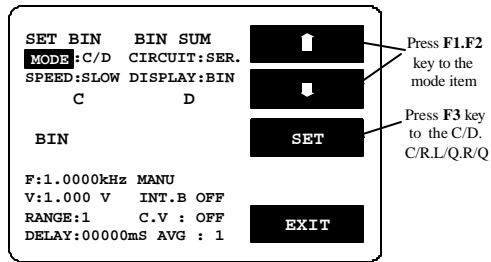 SET BIN BIN SUM
MODE:C/D CIRCUIT:SER.
SPEED:SLOW DISPLAY:BIN
C D
BIN
F:1.0000kHz MANU
V:1.000 V INT.B OFF
RANGE:1 C.V : OFF
DELAY:00000mS AVG : 1
SET
EXIT
Press F1.F2
key to the
mode item
Press F3 key
to the C/D.
C/R.L/Q.R/Q